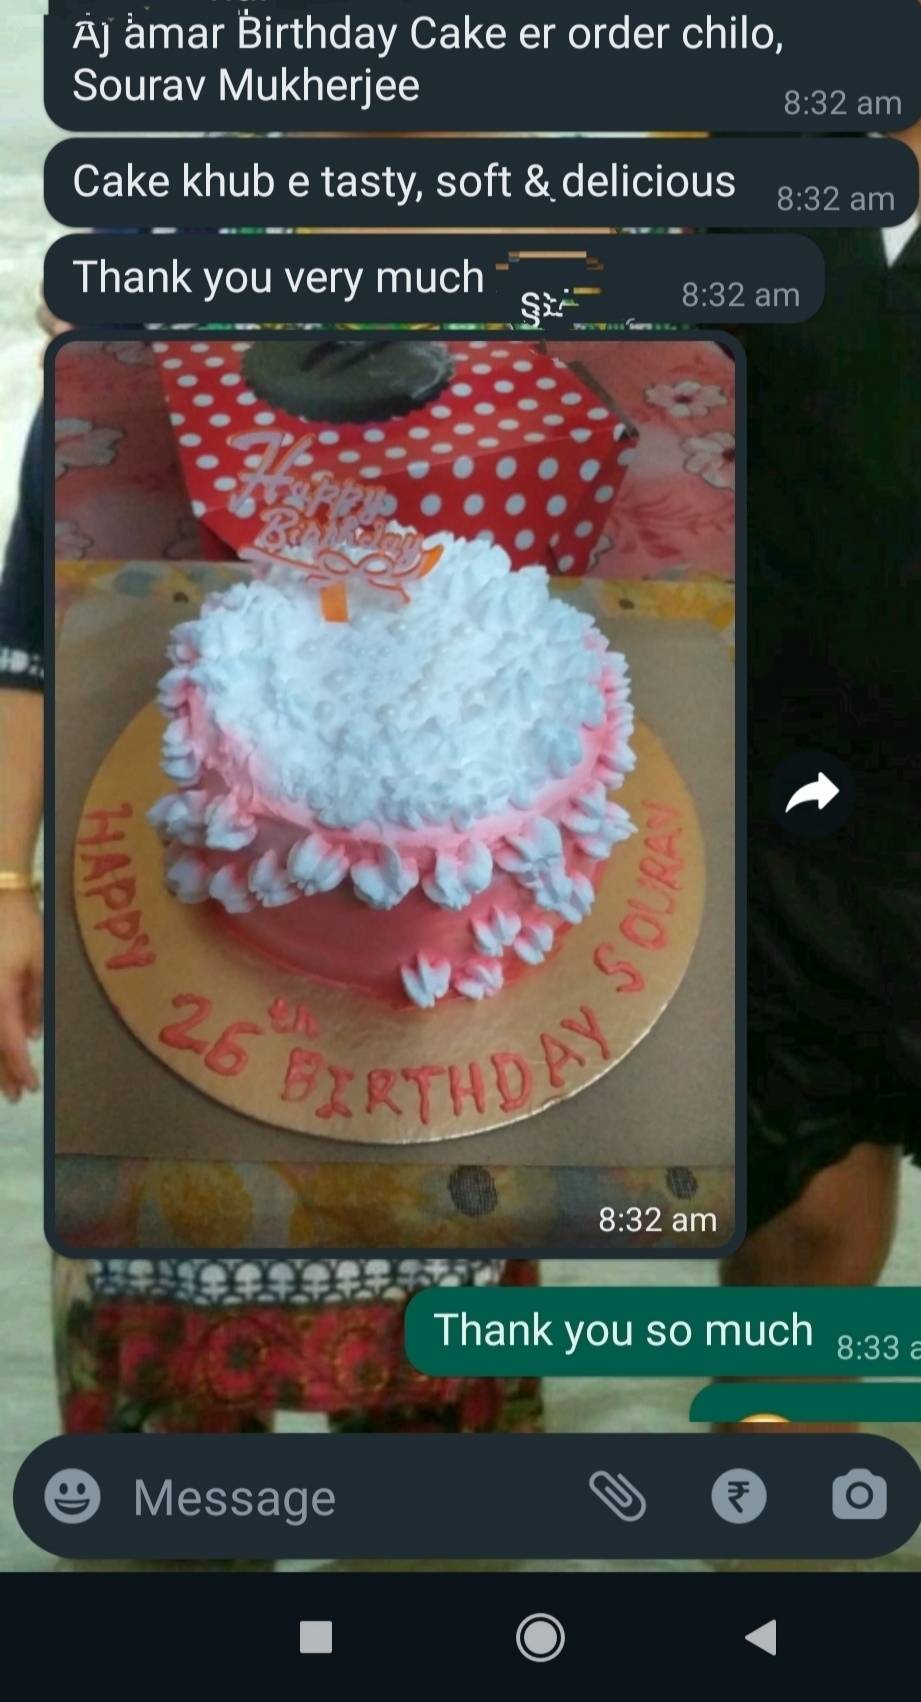 Aj amar Birthday Cake er order chilo,
Sourav Mukherjee
8:32 am
Cake khub e tasty, soft & delicious
8:32 am
Thank you very much
8:32 am
Happy
Birthday
HAPPY 26th BIRTHDAY SOURAV
8:32 am
Thank you so much
8:33 a
Message